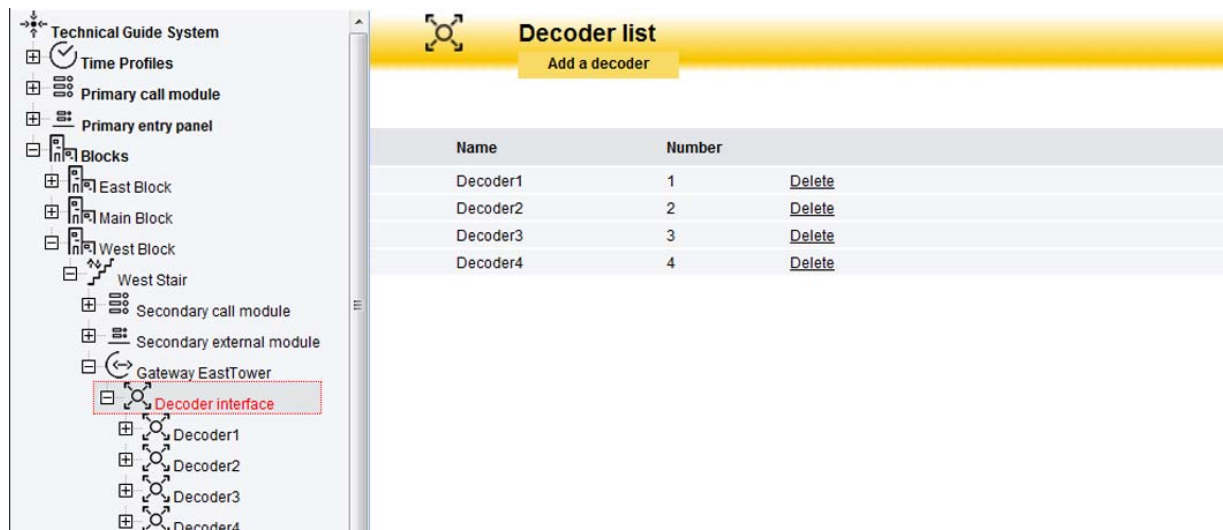 Technical Guide System
Time Profiles
Primary call module
Primary entry panel
Blocks
East Block
Main Block
West Block
West Stair
Secondary call module
Secondary external module
Gateway EastTower
Decoder interface
Decoder1
Decoder2
Decoder3
Decoder4
Decoder list
Add a decoder
Name Number
Decoder1 1 Delete
Decoder2 2 Delete
Decoder3 3 Delete
Decoder4 4 Delete